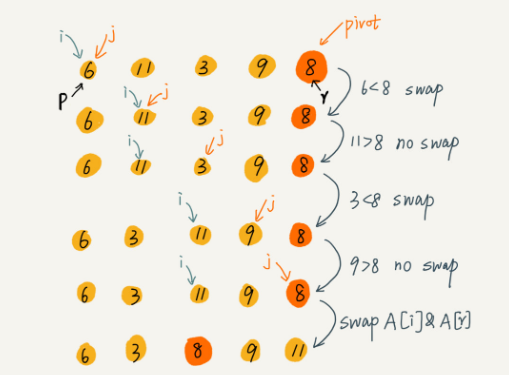 i j pivot
6 11 3 9 8
p r 6<8 swap
i j
6 11 3 9 8
11>8 no swap
i j
6 11 3 9 8
3<8 swap
i j
6 3 11 9 8
9>8 no swap
i j
6 3 11 9 8
swap A[i]&A[r]
6 3 8 9 11